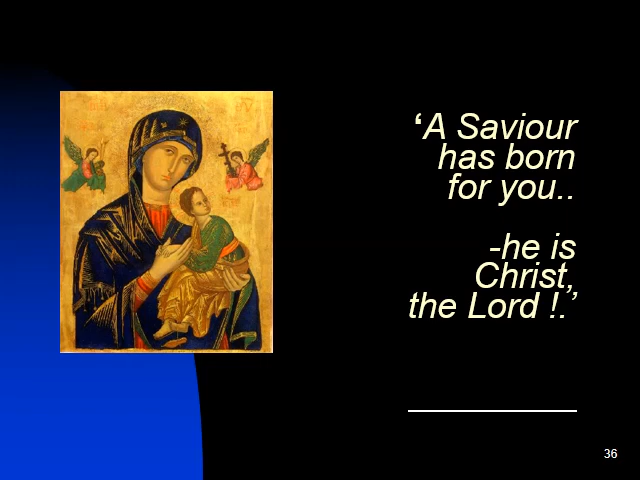 ‘A Saviour
has born
for you..
-he is
Christ,
the Lord !.’
36